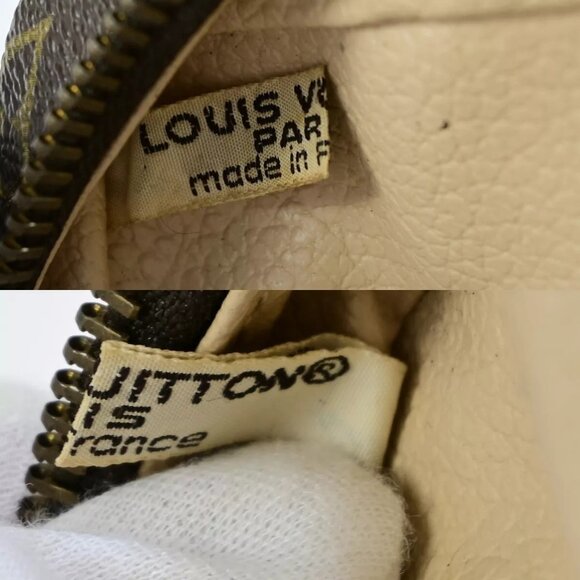 LOUIS V
PAR
made in F
UITTON®
IS
rance